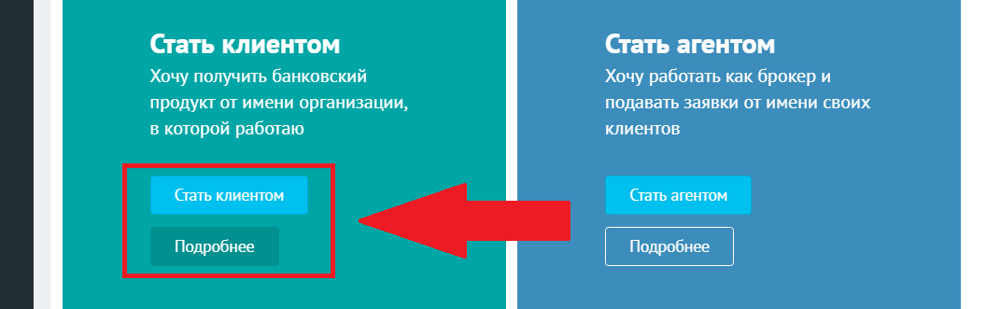 Стать клиентом
Хочу получить банковский
продукт от имени организации,
в которой работаю
Стать клиентом
Подробнее
Стать агентом
Хочу работать как брокер и
подавать заявки от имени своих
клиентов
Стать агентом
Подробнее